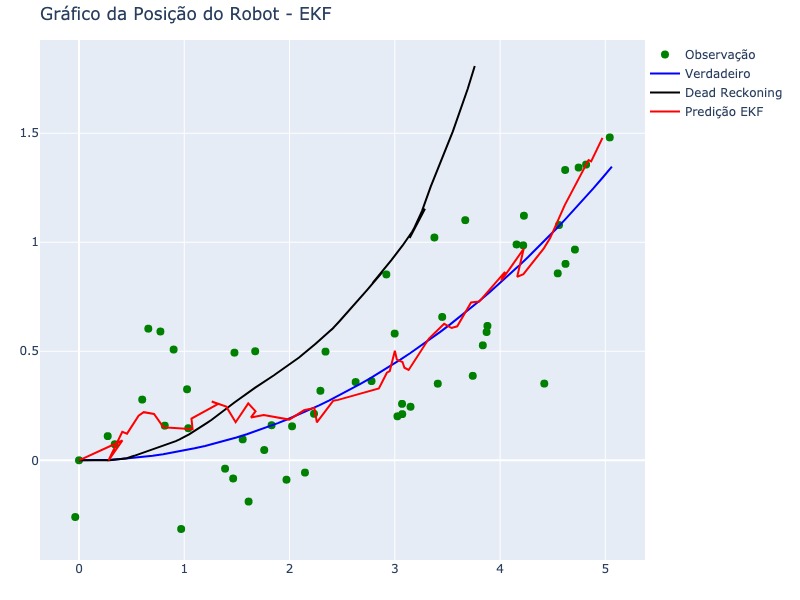 Gráfico da Posição do Robot - EKF
Observação
Verdadeiro
Dead Reckoning
Predição EKF
1.5
1
0.5
0
0 1 2 3 4 5